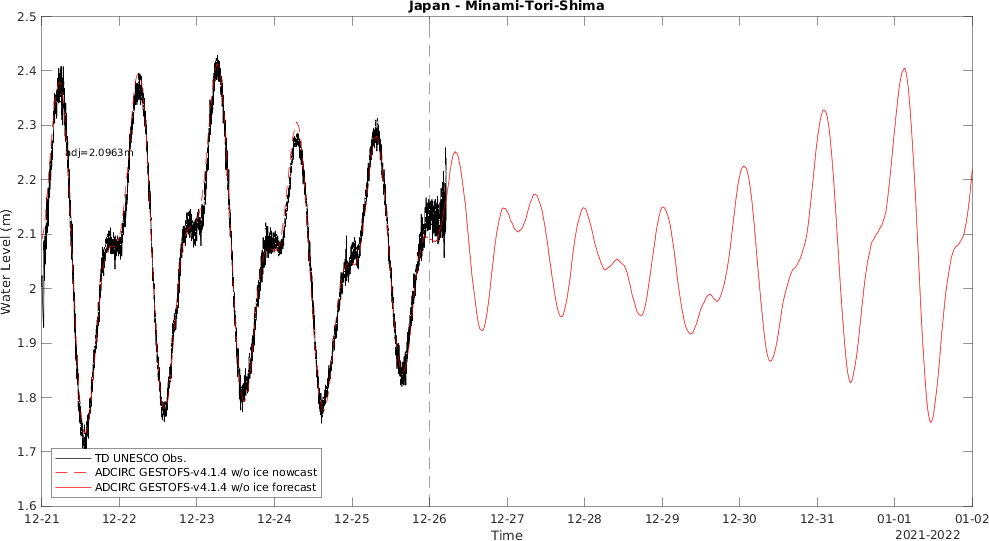 Japan - Minami-Tori-Shima
2.5
2.4
2.3
2.2
2.1
2
1.9
1.8
1.7
1.6
Water Level (m)
adj=2.0963m
TD UNESCO Obs.
ADCIRC GESTOFS-v4.1.4 w/o ice nowcast
ADCIRC GESTOFS-v4.1.4 w/o ice forecast
12-21 12-22 12-23 12-24 12-25 12-26 12-27 12-28 12-29 12-30 12-31 01-01 01-02
Time
2021-2022